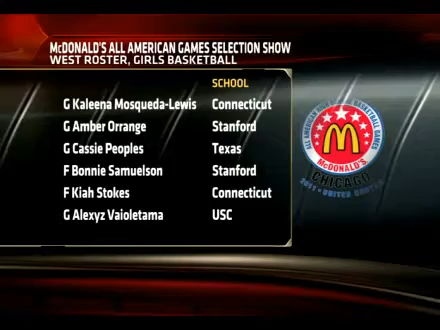 McDONALD'S ALL AMERICAN GAMES SELECTION SHOW
WEST ROSTER, GIRLS BASKETBALL
SCHOOL
G Kaleena Mosqueda-Lewis Connecticut
G Amber Orrange Stanford
G Cassie Peoples Texas
F Bonnie Samuelson Stanford
F Kiah Stokes Connecticut
G Alexyz Vaioletama USC
McDONALD'S
CHICAGO